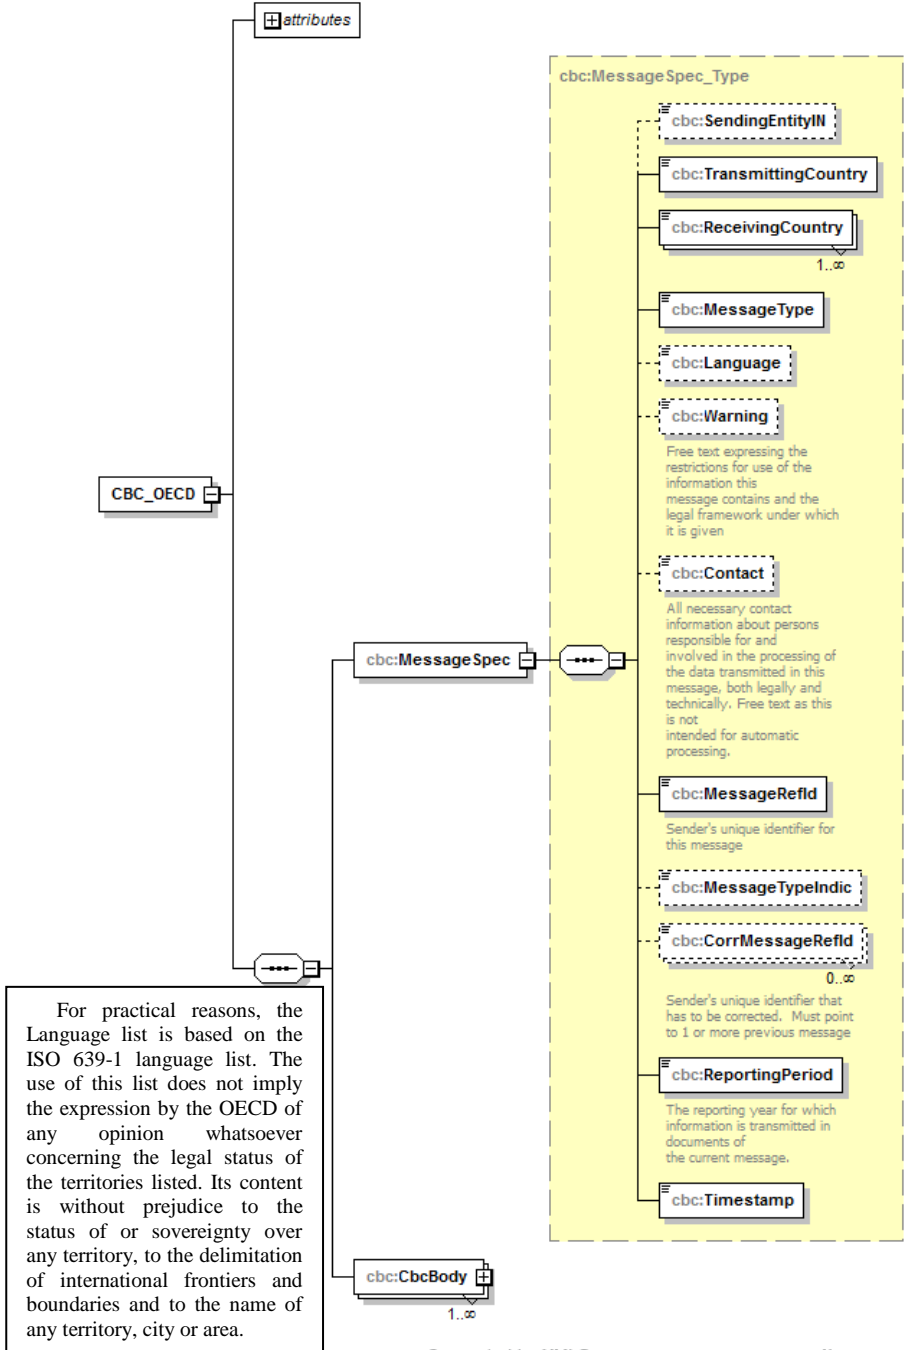 attributes
cbc:MessageSpec_Type
cbc:SendingEntityIN
cbc:TransmittingCountry
cbc:ReceivingCountry
1..∞
cbc:MessageType
cbc:Language
cbc:Warning
Free text expressing the
restrictions for use of the
information this
message contains and the
legal framework under which
it is given
CBC_OECD
cbc:Contact
All necessary contact
information about persons
responsible for and
involved in the processing of
the data transmitted in this
message, both legally and
technically. Free text as this
is not
intended for automatic
processing.
cbc:MessageSpec
cbc:MessageRefId
Sender's unique identifier for
this message
cbc:MessageTypeIndic
cbc:CorrMessageRefId
0..∞
Sender's unique identifier that
has to be corrected. Must point
to 1 or more previous message
cbc:ReportingPeriod
The reporting year for which
information is transmitted in
documents of
the current message.
cbc:Timestamp
For practical reasons, the
Language list is based on the
ISO 639-1 language list. The
use of this list does not imply
the expression by the OECD of
any opinion whatsoever
concerning the legal status of
the territories listed. Its content
is without prejudice to the
status of or sovereignty over
any territory, to the delimitation
of international frontiers and
boundaries and to the name of
any territory, city or area.
cbc:CbcBody
1..∞